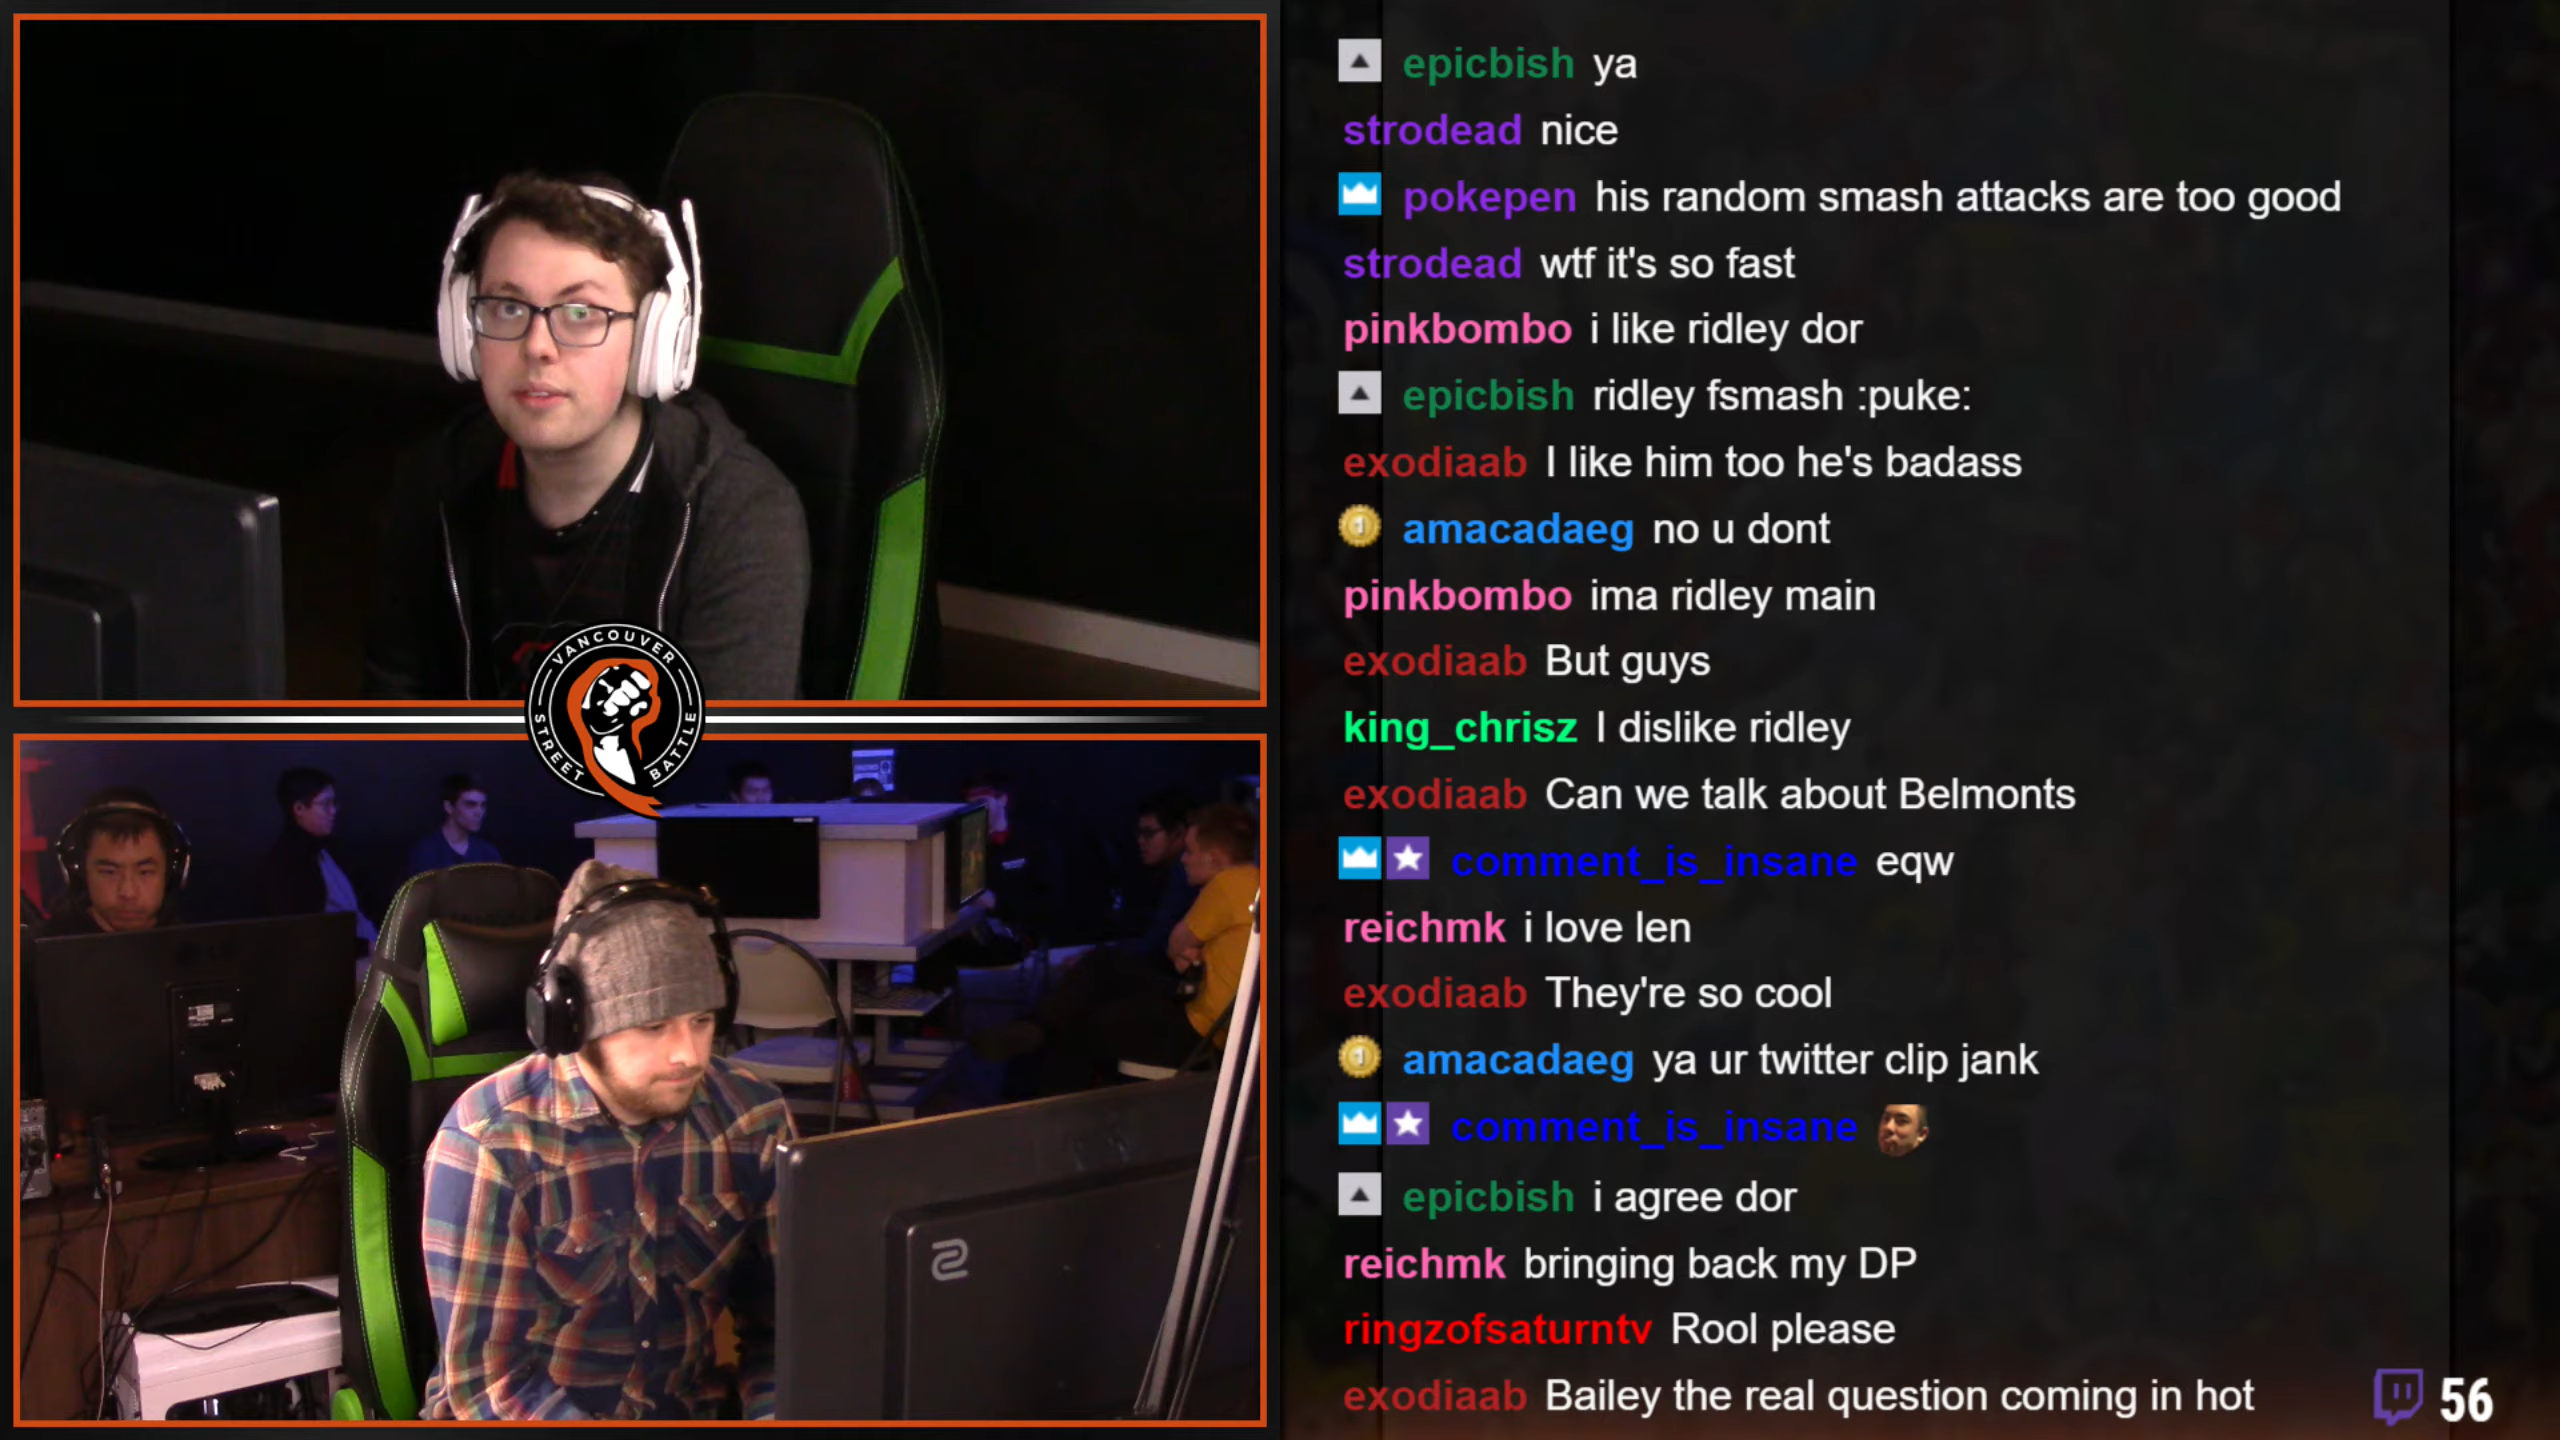 epicbish ya
strodead nice
pokepen his random smash attacks are too good
strodead wtf it's so fast
pinkbombo i like ridley dor
epicbish ridley fsmash :puke:
exodiaab I like him too he's badass
amacadaeg no u dont
pinkbombo ima ridley main
exodiaab But guys
king_chrisz I dislike ridley
exodiaab Can we talk about Belmonts
comment_is_insane eqw
reichmk i love len
exodiaab They're so cool
amacadaeg ya ur twitter clip jank
comment_is_insane
epicbish i agree dor
reichmk bringing back my DP
ringzofsaturntv Rool please
exodiaab Bailey the real question coming in hot
56
VANCOUVER
STREET
BATTLE
LG